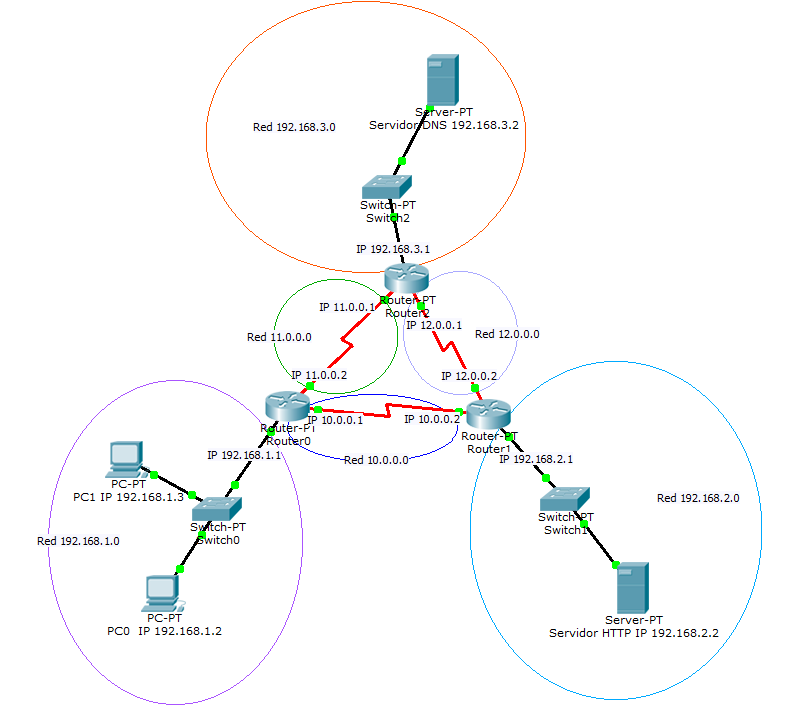 Server-PT
Servidor DNS 192.168.3.2
Red 192.168.3.0
Switch-PT
Switch2
IP 192.168.3.1
Router-PT
Router2
IP 11.0.0.1
IP 12.0.0.1
Red 11.0.0.0
Red 12.0.0.0
IP 11.0.0.2
IP 12.0.0.2
Router-PT
Router0
IP 10.0.0.1
IP 10.0.0.2
Router-PT
Router1
Red 10.0.0.0
IP 192.168.1.1
IP 192.168.2.1
PC-PT
PC1 IP 192.168.1.3
Switch-PT
Switch0
Red 192.168.1.0
PC-PT
PC0 IP 192.168.1.2
Red 192.168.2.0
Switch-PT
Switch1
Server-PT
Servidor HTTP IP 192.168.2.2